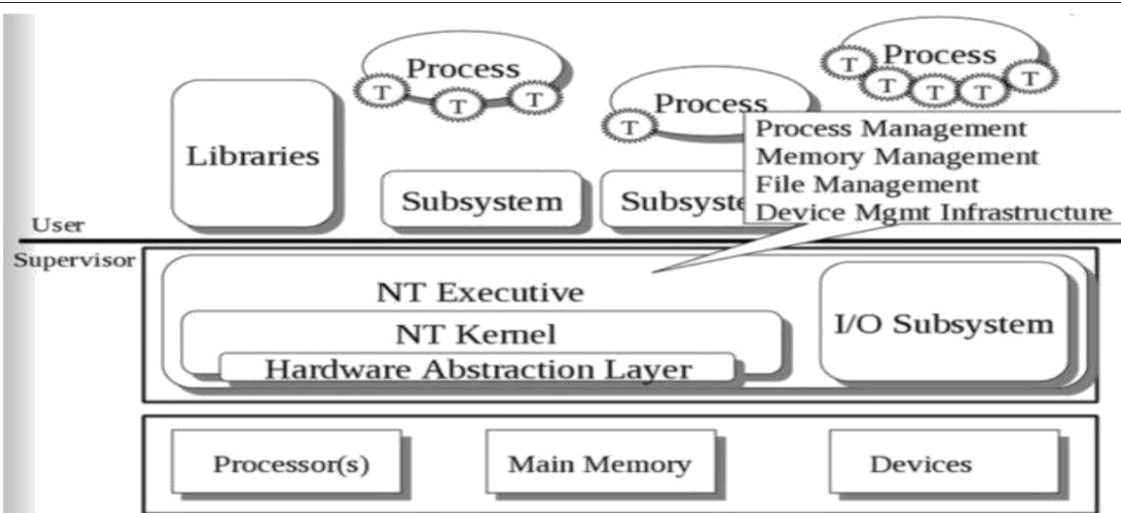 Process
T
T
T
Process
T
Process
T
T
T
T
T
Libraries
Process Management
Memory Management
File Management
Device Mgmt Infrastructure
Subsystem
Subsyste
User
Supervisor
NT Executive
NT Kernel
Hardware Abstraction Layer
I/O Subsystem
Processor(s)
Main Memory
Devices